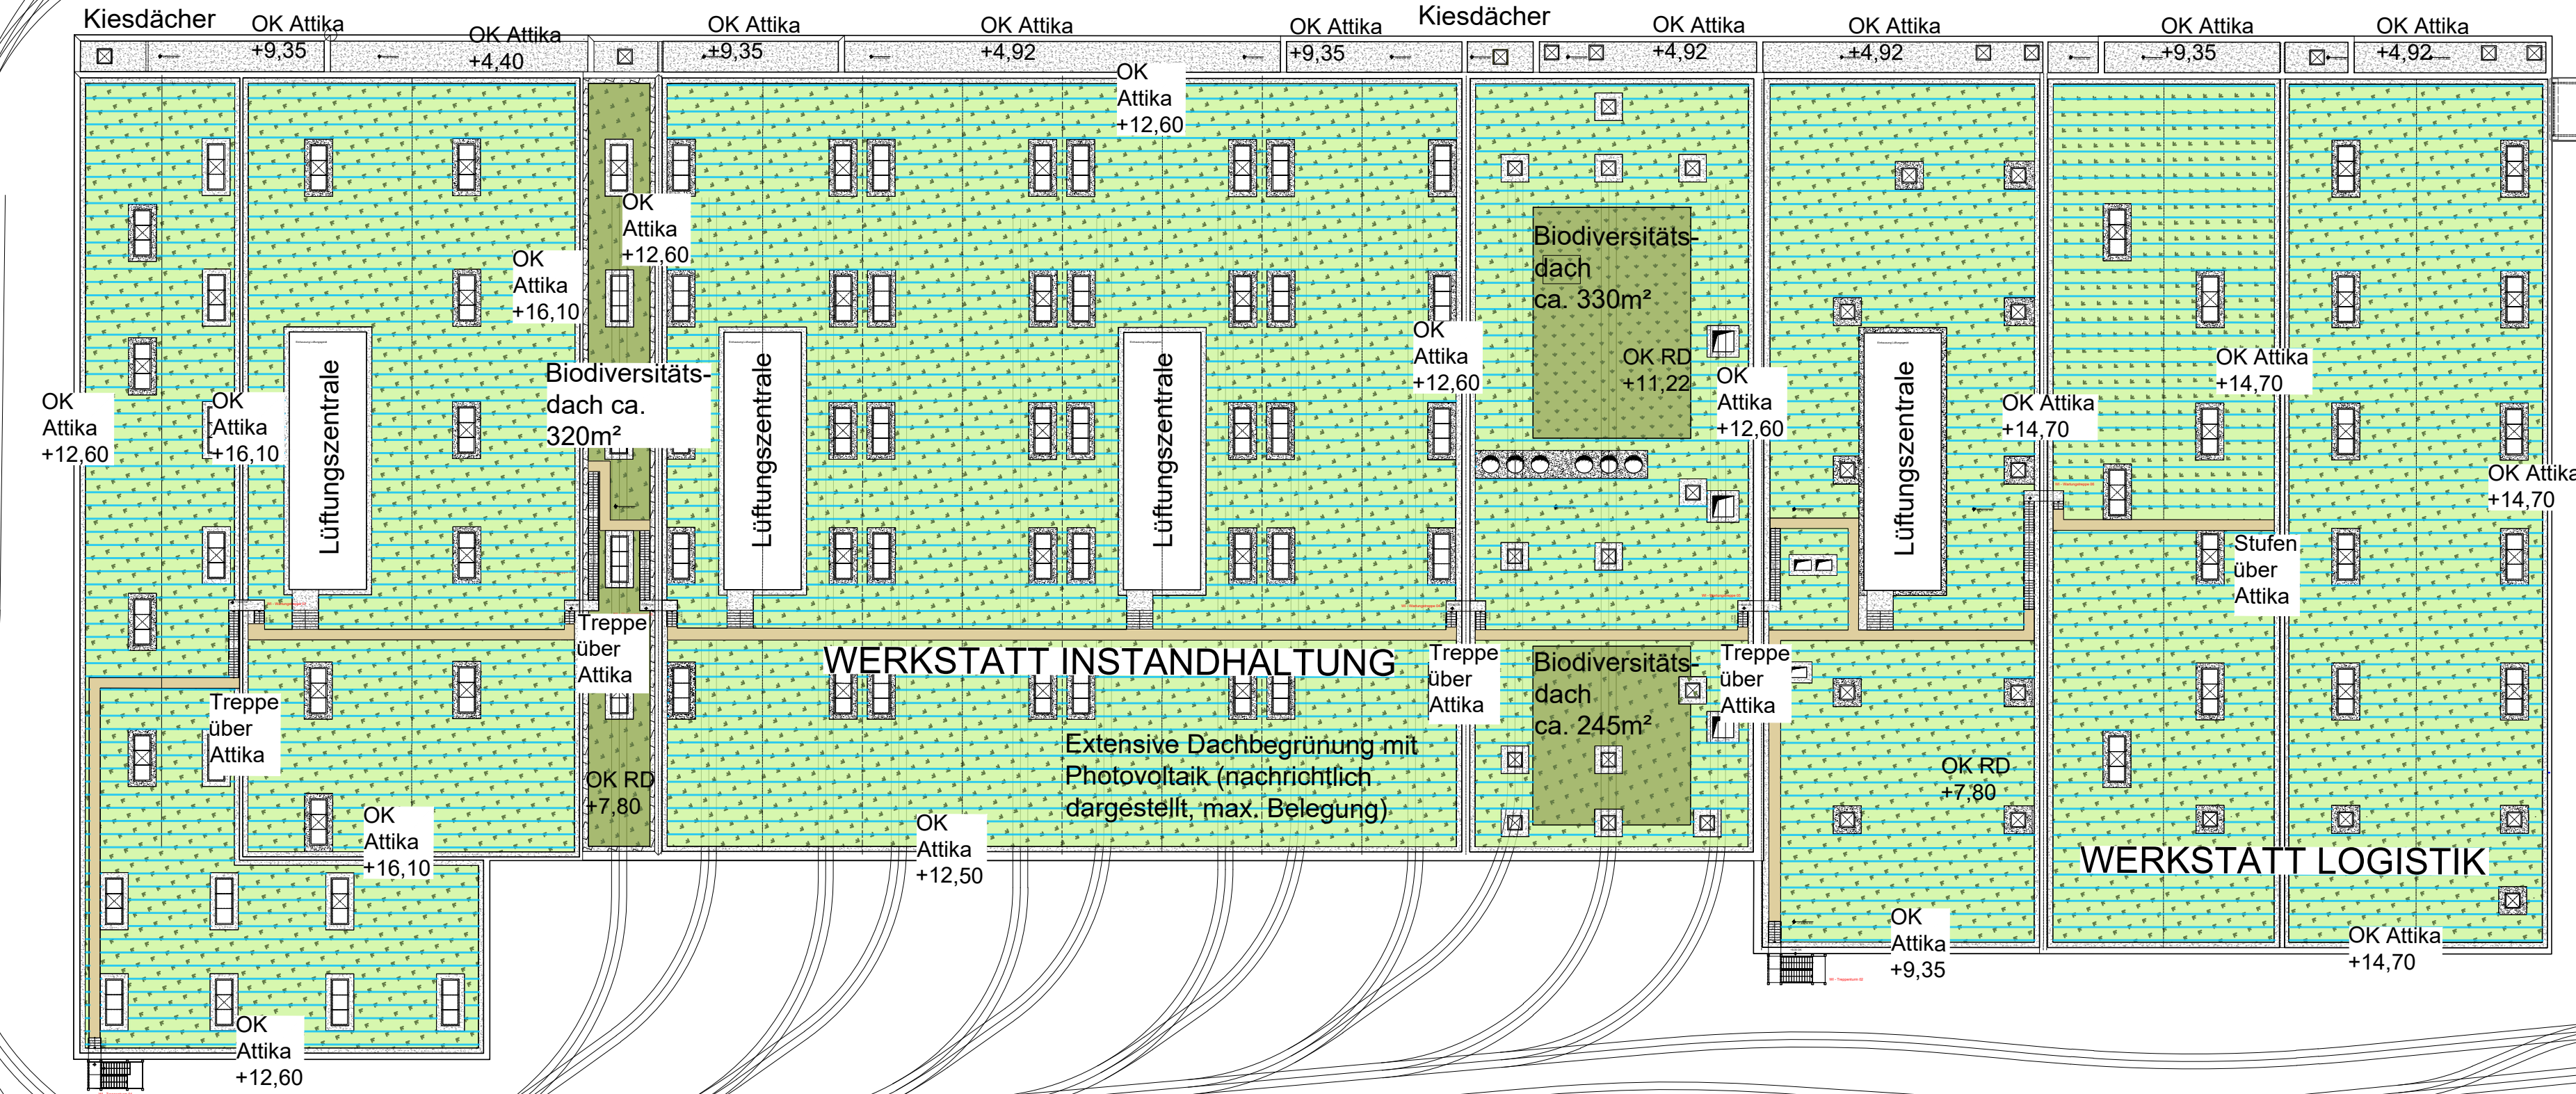 Kiesdächer
OK Attika
+9,35
OK Attika
+4,40
OK Attika
+9,35
OK Attika
+4,92
OK Attika
+9,35
Kiesdächer
OK Attika
+4,92
OK Attika
+4,92
OK Attika
+9,35
OK Attika
+4,92
OK
Attika
+12,60
OK
Attika
+12,60
OK
Attika
+16,10
Biodiversitäts-
dach
ca. 330m²
OK RD
+11,22
OK
Attika
+12,60
OK
Attika
+12,60
OK Attika
+14,70
OK Attika
+14,70
OK Attika
+14,70
OK
Attika
+12,60
OK
Attika
+16,10
Lüftungszentrale
Biodiversitäts-
dach ca.
320m²
Lüftungszentrale
Lüftungszentrale
Lüftungszentrale
Stufen
über
Attika
Treppe
über
Attika
Treppe
über
Attika
WERKSTATT INSTANDHALTUNG
Treppe
über
Attika
Biodiversitäts-
dach
ca. 245m²
Treppe
über
Attika
Extensive Dachbegrünung mit
Photovoltaik (nachrichtlich
dargestellt, max. Belegung)
OK RD
+7,80
OK RD
+7,80
OK
Attika
+16,10
OK
Attika
+12,50
WERKSTATT LOGISTIK
OK
Attika
+9,35
OK Attika
+14,70
OK
Attika
+12,60